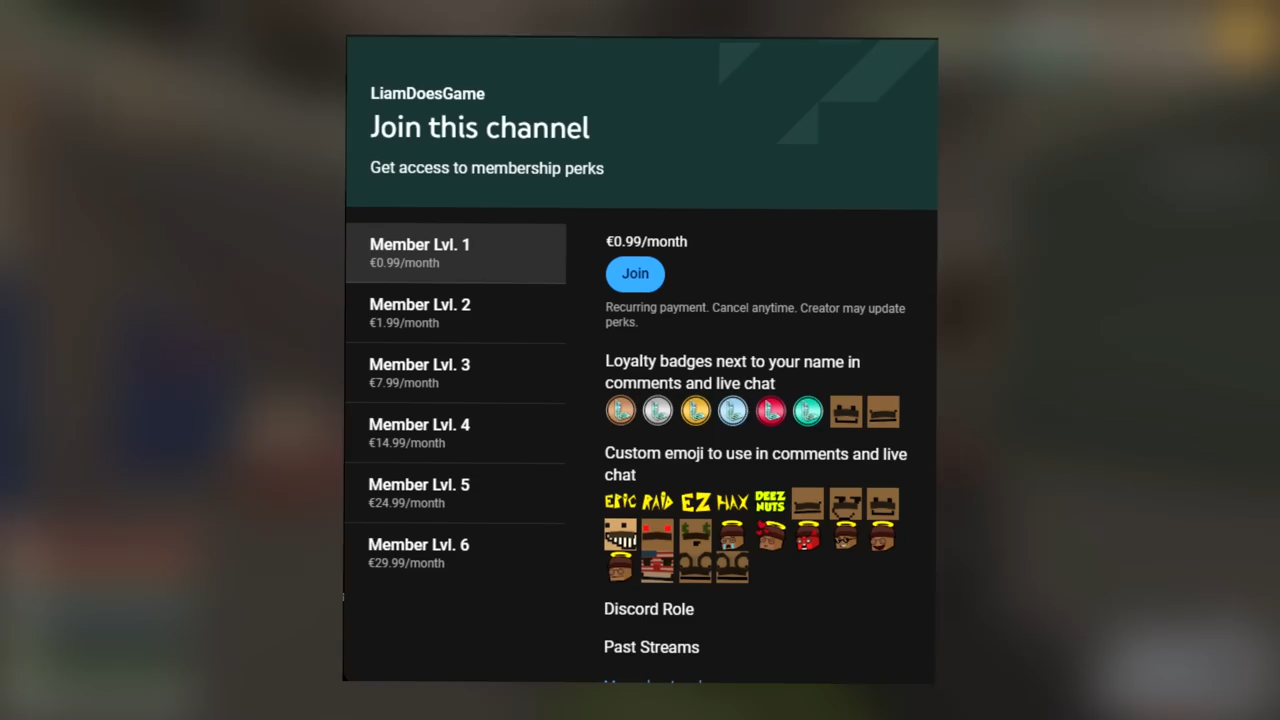 LiamDoesGame
Join this channel
Get access to membership perks
Member Lvl. 1
€0.99/month
Member Lvl. 2
€1.99/month
Member Lvl. 3
€7.99/month
Member Lvl. 4
€14.99/month
Member Lvl. 5
€24.99/month
Member Lvl. 6
€29.99/month
€0.99/month
Join
Recurring payment. Cancel anytime. Creator may update
perks.
Loyalty badges next to your name in
comments and live chat
Custom emoji to use in comments and live
chat
EPIC RAID EZ HAX DEEZ
NUTS
Discord Role
Past Streams